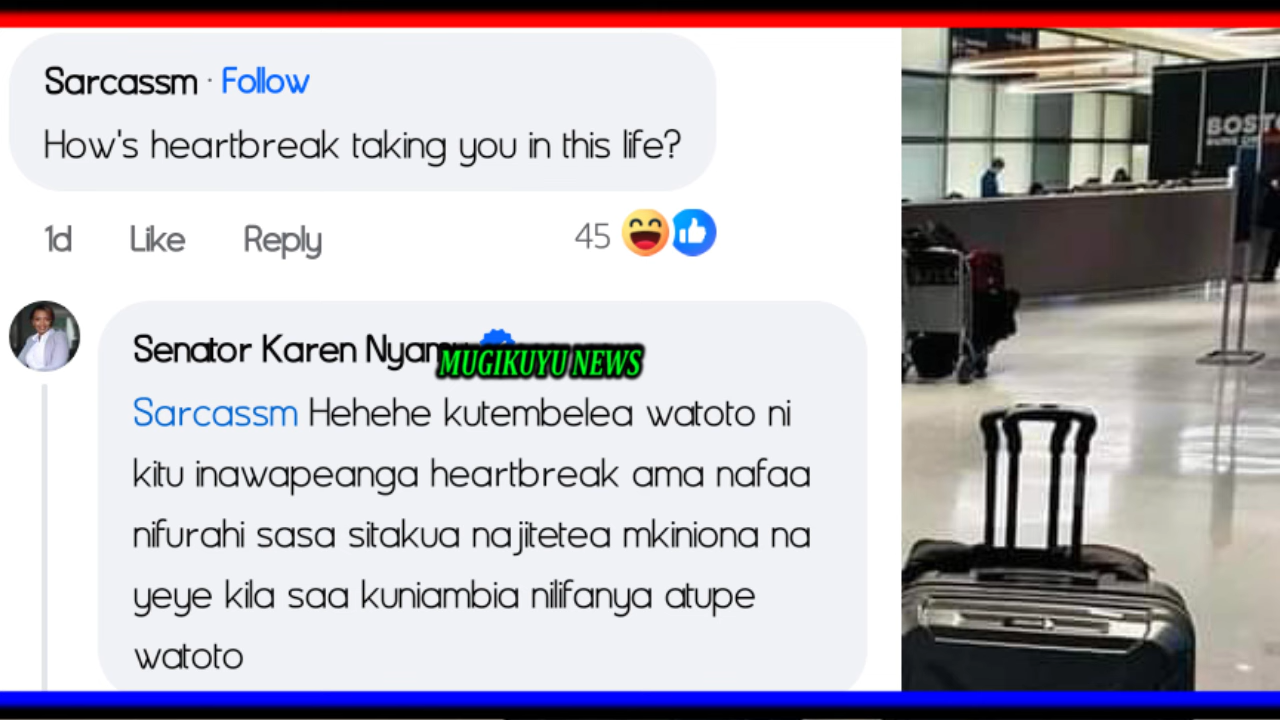 Sarcassm · Follow
How's heartbreak taking you in this life?
1d Like Reply 45
Senator Karen
MUGIKUYU NEWS
Sarcassm Hehehe kutembelea watoto ni
kitu inawapeanga heartbreak ama nafaa
nifurahi sasa sitakua najitetea mkiniona na
yeye kila saa kuniambia nilifanya atupe
watoto